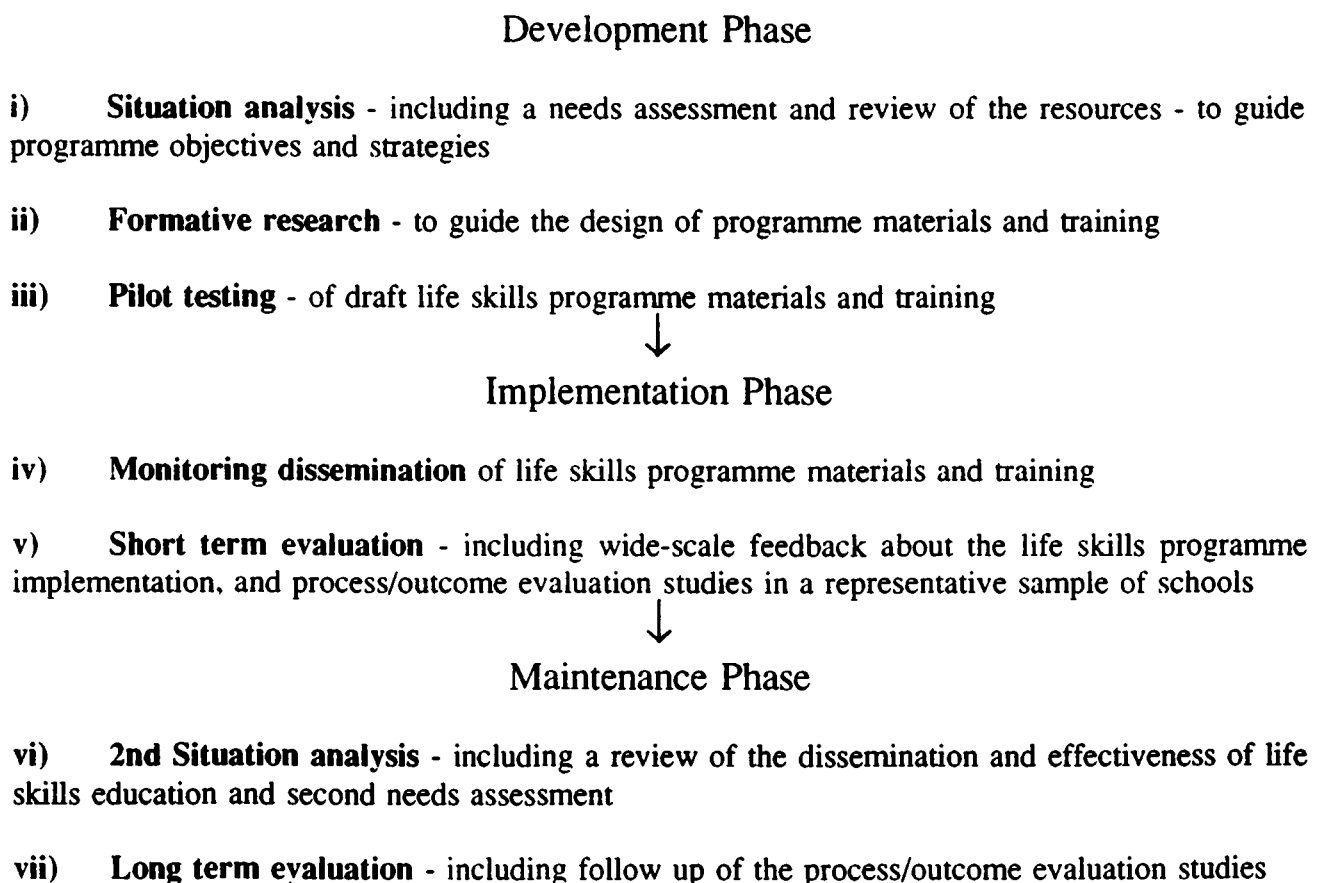 Development Phase
i) Situation analysis - including a needs assessment and review of the resources - to guide
programme objectives and strategies
ii) Formative research - to guide the design of programme materials and training
iii) Pilot testing - of draft life skills programme materials and training
Implementation Phase
iv) Monitoring dissemination of life skills programme materials and training
v) Short term evaluation - including wide-scale feedback about the life skills programme
implementation, and process/outcome evaluation studies in a representative sample of schools
Maintenance Phase
vi) 2nd Situation analysis - including a review of the dissemination and effectiveness of life
skills education and second needs assessment
vii) Long term evaluation - including follow up of the process/outcome evaluation studies